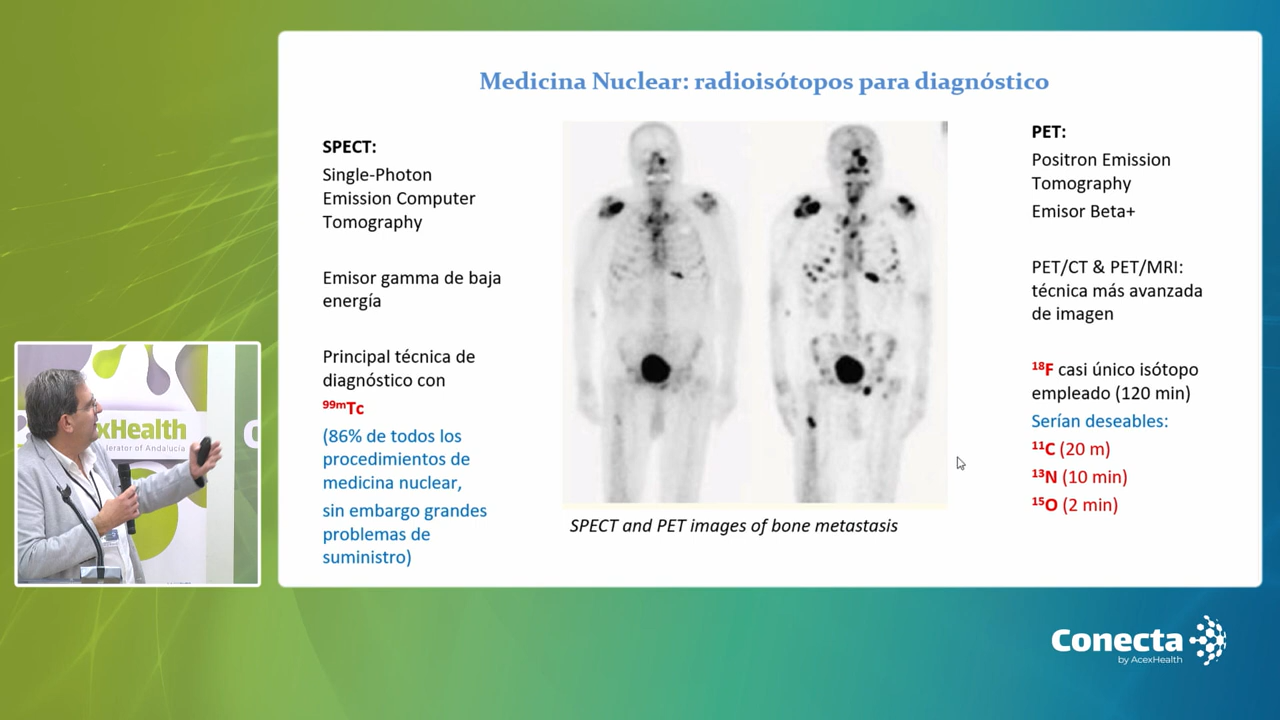 Medicina Nuclear: radioisótopos para diagnóstico
SPECT:
Single-Photon
Emission Computer
Tomography
Emisor gamma de baja
energía
Principal técnica de
diagnóstico con
⁹⁹ᵐTc
(86% de todos los
procedimientos de
medicina nuclear,
sin embargo grandes
problemas de
suministro)
SPECT and PET images of bone metastasis
PET:
Positron Emission
Tomography
Emisor Beta+
PET/CT & PET/MRI:
técnica más avanzada
de imagen
¹⁸F casi único isótopo
empleado (120 min)
Serían deseables:
¹¹C (20 m)
¹³N (10 min)
¹⁵O (2 min)
xHealth
lerator of Andalucía
Conecta
by AcexHealth